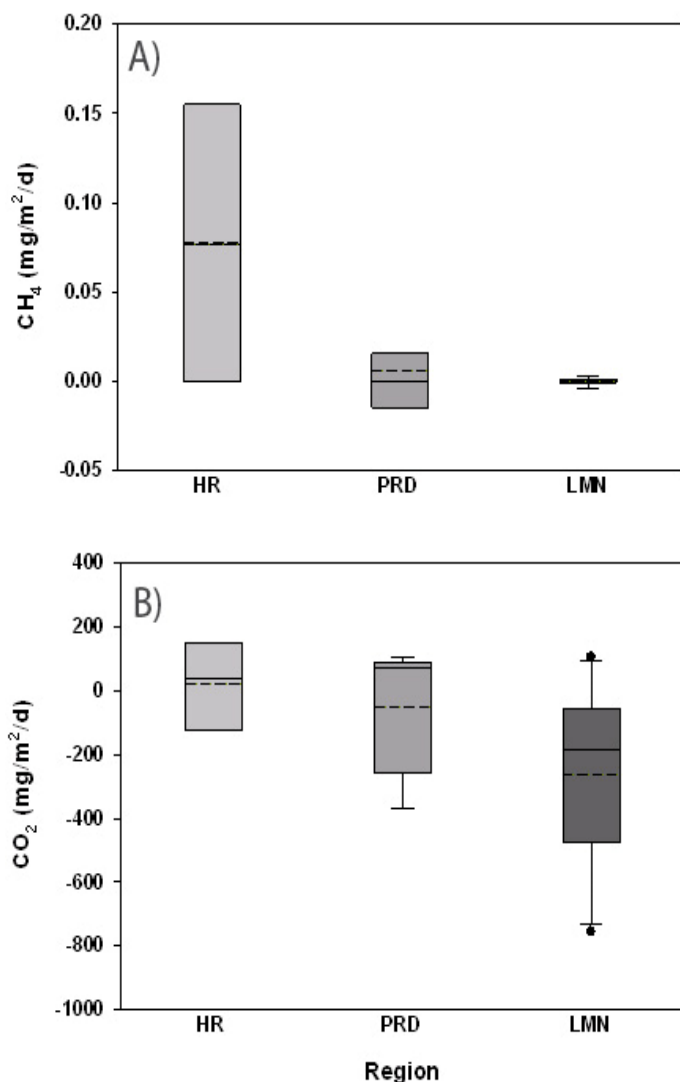 A)
CH₄ (mg/m²/d)
0.20
0.15
0.10
0.05
0.00
-0.05
HR PRD LMN
B)
CO₂ (mg/m²/d)
400
200
0
-200
-400
-600
-800
-1000
HR PRD LMN
Region